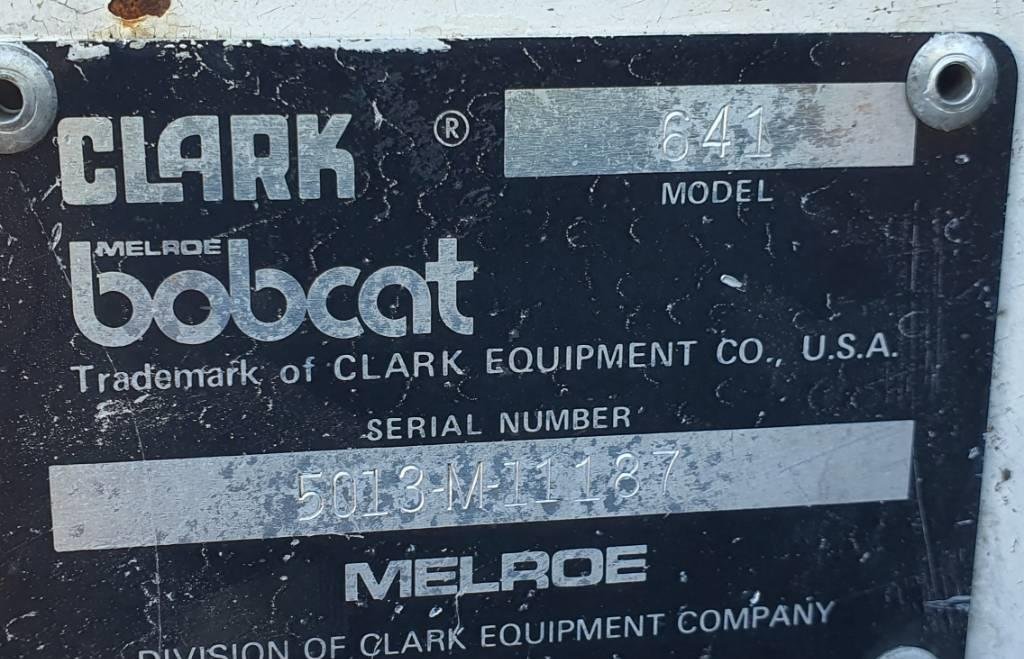 CLARK ®
641
MODEL
MELROE
bobcat
Trademark of CLARK EQUIPMENT CO., U.S.A.
SERIAL NUMBER
5013-M-11187
MELROE
DIVISION OF CLARK EQUIPMENT COMPANY